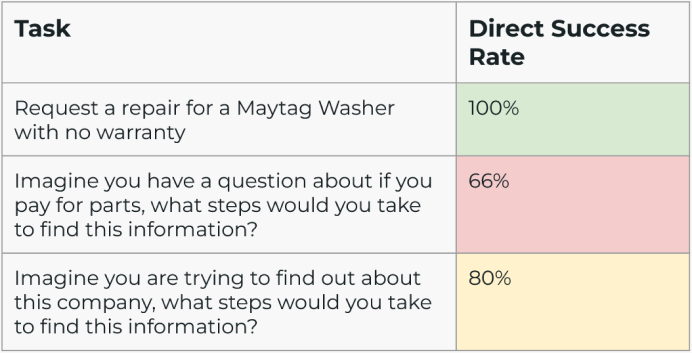 Task
Direct Success
Rate
Request a repair for a Maytag Washer
with no warranty
100%
Imagine you have a question about if you
pay for parts, what steps would you take
to find this information?
66%
Imagine you are trying to find out about
this company, what steps would you take
to find this information?
80%